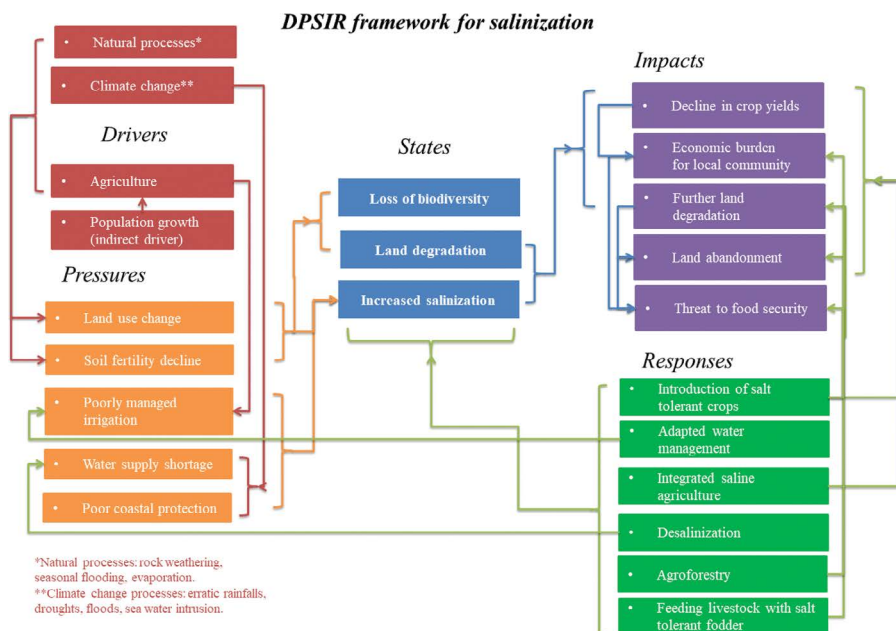 DPSIR framework for salinization
• Natural processes*
• Climate change**
Drivers
• Agriculture
• Population growth
(indirect driver)
Pressures
• Land use change
• Soil fertility decline
• Poorly managed
irrigation
• Water supply shortage
• Poor coastal protection
*Natural processes: rock weathering,
seasonal flooding, evaporation.
**Climate change processes: erratic rainfalls,
droughts, floods, sea water intrusion.
States
Loss of biodiversity
Land degradation
Increased salinization
Impacts
• Decline in crop yields
• Economic burden
for local community
• Further land
degradation
• Land abandonment
• Threat to food security
Responses
• Introduction of salt
tolerant crops
• Adapted water
management
• Integrated saline
agriculture
• Desalinization
• Agroforestry
• Feeding livestock with salt
tolerant fodder